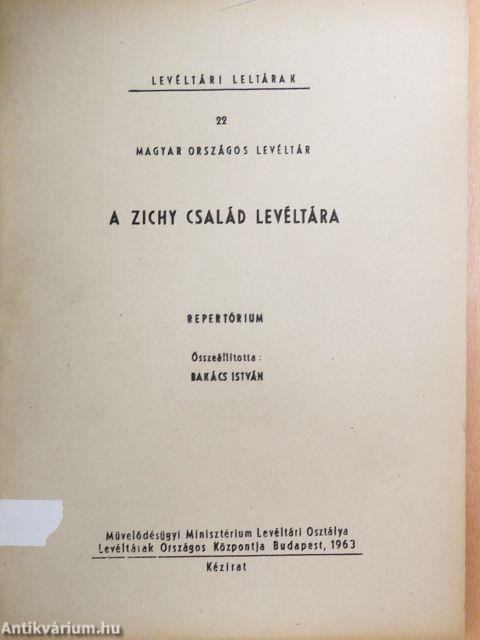 LEVÉLTÁRI LELTÁRAK
22
MAGYAR ORSZÁGOS LEVÉLTÁR
A ZICHY CSALÁD LEVÉLTÁRA
REPERTÓRIUM
Összeállította :
BAKÁCS ISTVÁN
Művelődésügyi Minisztérium Levéltári Osztálya
Levéltárak Országos Központja Budapest, 1963
Kézirat
Antikvárium.hu